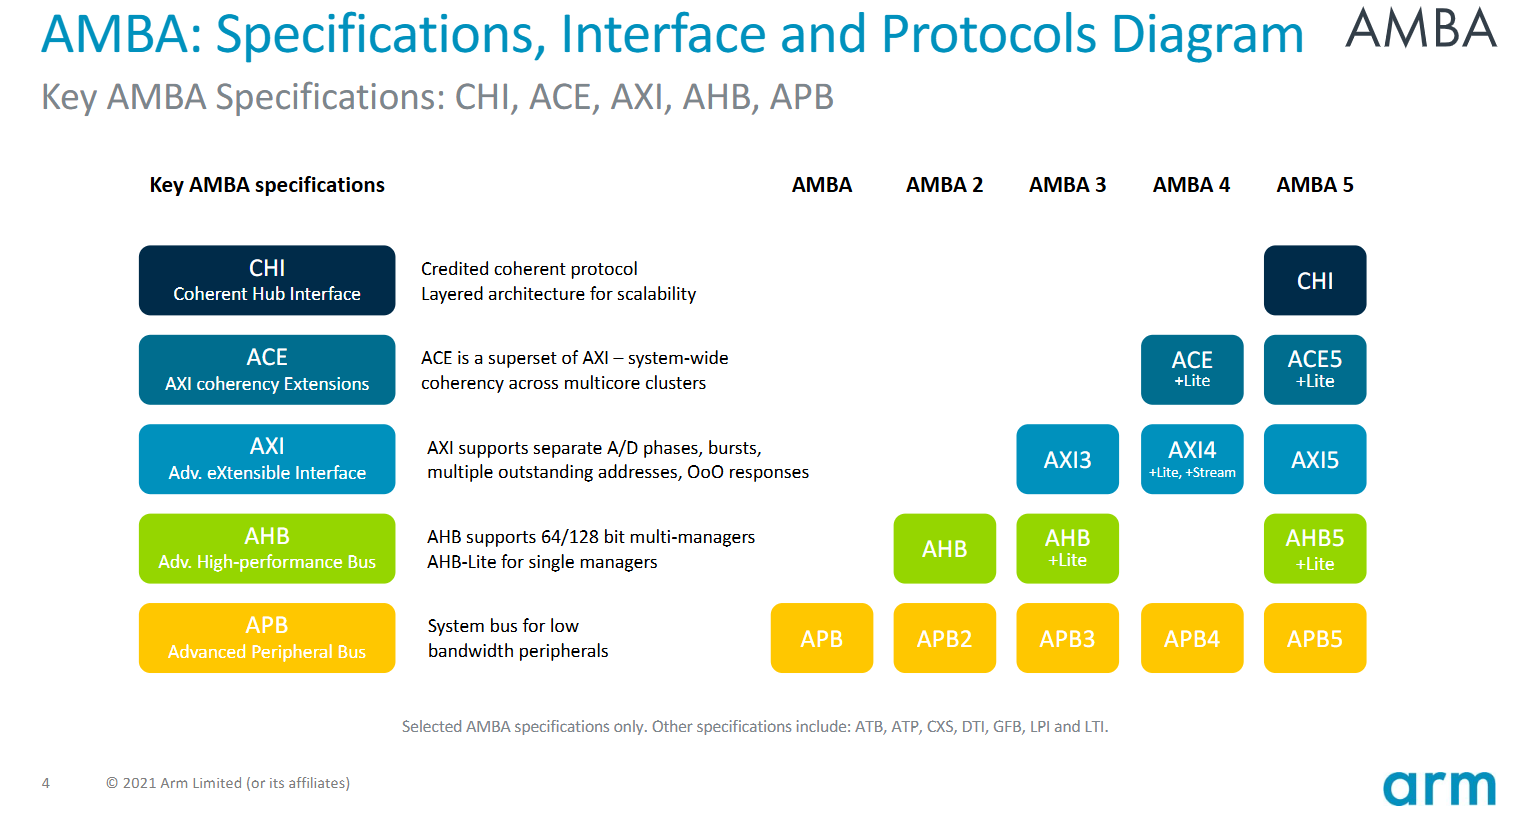 AMBA: Specifications, Interface and Protocols Diagram
AMBA
Key AMBA Specifications: CHI, ACE, AXI, AHB, APB
Key AMBA specifications
AMBA
AMBA 2
AMBA 3
AMBA 4
AMBA 5
CHI
Coherent Hub Interface
Credited coherent protocol
Layered architecture for scalability
CHI
ACE
AXI coherency Extensions
ACE is a superset of AXI – system-wide
coherency across multicore clusters
ACE
+Lite
ACE5
+Lite
AXI
Adv. eXtensible Interface
AXI supports separate A/D phases, bursts,
multiple outstanding addresses, OoO responses
AXI3
AXI4
+Lite, +Stream
AXI5
AHB
Adv. High-performance Bus
AHB supports 64/128 bit multi-managers
AHB-Lite for single managers
AHB
AHB
+Lite
AHB5
+Lite
APB
Advanced Peripheral Bus
System bus for low
bandwidth peripherals
APB
APB2
APB3
APB4
APB5
Selected AMBA specifications only. Other specifications include: ATB, ATP, CXS, DTI, GFB, LPI and LTI.
4
© 2021 Arm Limited (or its affiliates)
arm